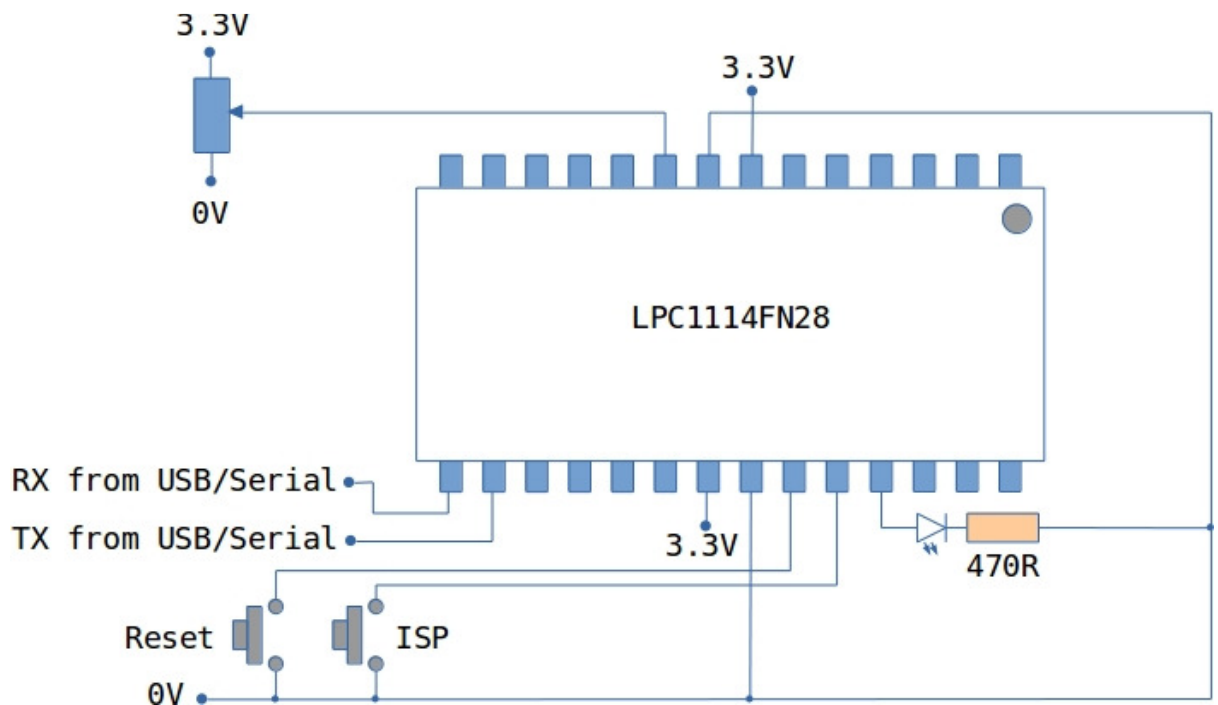 3.3V
3.3V
0V
LPC1114FN28
RX from USB/Serial
TX from USB/Serial
3.3V
470R
Reset
ISP
0V